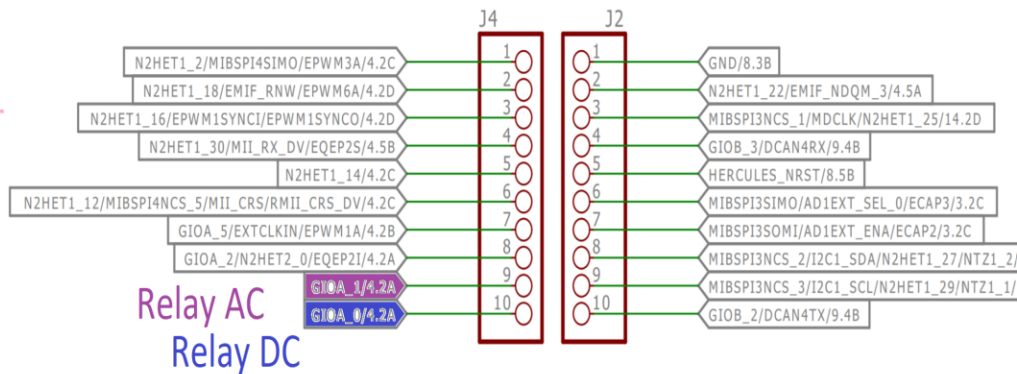 J4
J2
1
N2HET1_2/MIBSPI4SIMO/EPWM3A/4.2C
2
N2HET1_18/EMIF_RNW/EPWM6A/4.2D
3
N2HET1_16/EPWM1SYNCI/EPWM1SYNCO/4.2D
4
N2HET1_30/MII_RX_DV/EQEP2S/4.5B
5
N2HET1_14/4.2C
6
N2HET1_12/MIBSPI4NCS_5/MII_CRS/RMII_CRS_DV/4.2C
7
GIOA_5/EXTCLKIN/EPWM1A/4.2B
8
GIOA_2/N2HET2_0/EQEP2I/4.2A
9
GIOA_1/4.2A
10
GIOA_0/4.2A
Relay AC
Relay DC
1
GND/8.3B
2
N2HET1_22/EMIF_NDQM_3/4.5A
3
MIBSPI3NCS_1/MDCLK/N2HET1_25/14.2D
4
GIOB_3/DCAN4RX/9.4B
5
HERCULES_NRST/8.5B
6
MIBSPI3SIMO/AD1EXT_SEL_0/ECAP3/3.2C
7
MIBSPI3SOMI/AD1EXT_ENA/ECAP2/3.2C
8
MIBSPI3NCS_2/I2C1_SDA/N2HET1_27/NTZ1_2/
9
MIBSPI3NCS_3/I2C1_SCL/N2HET1_29/NTZ1_1/
10
GIOB_2/DCAN4TX/9.4B